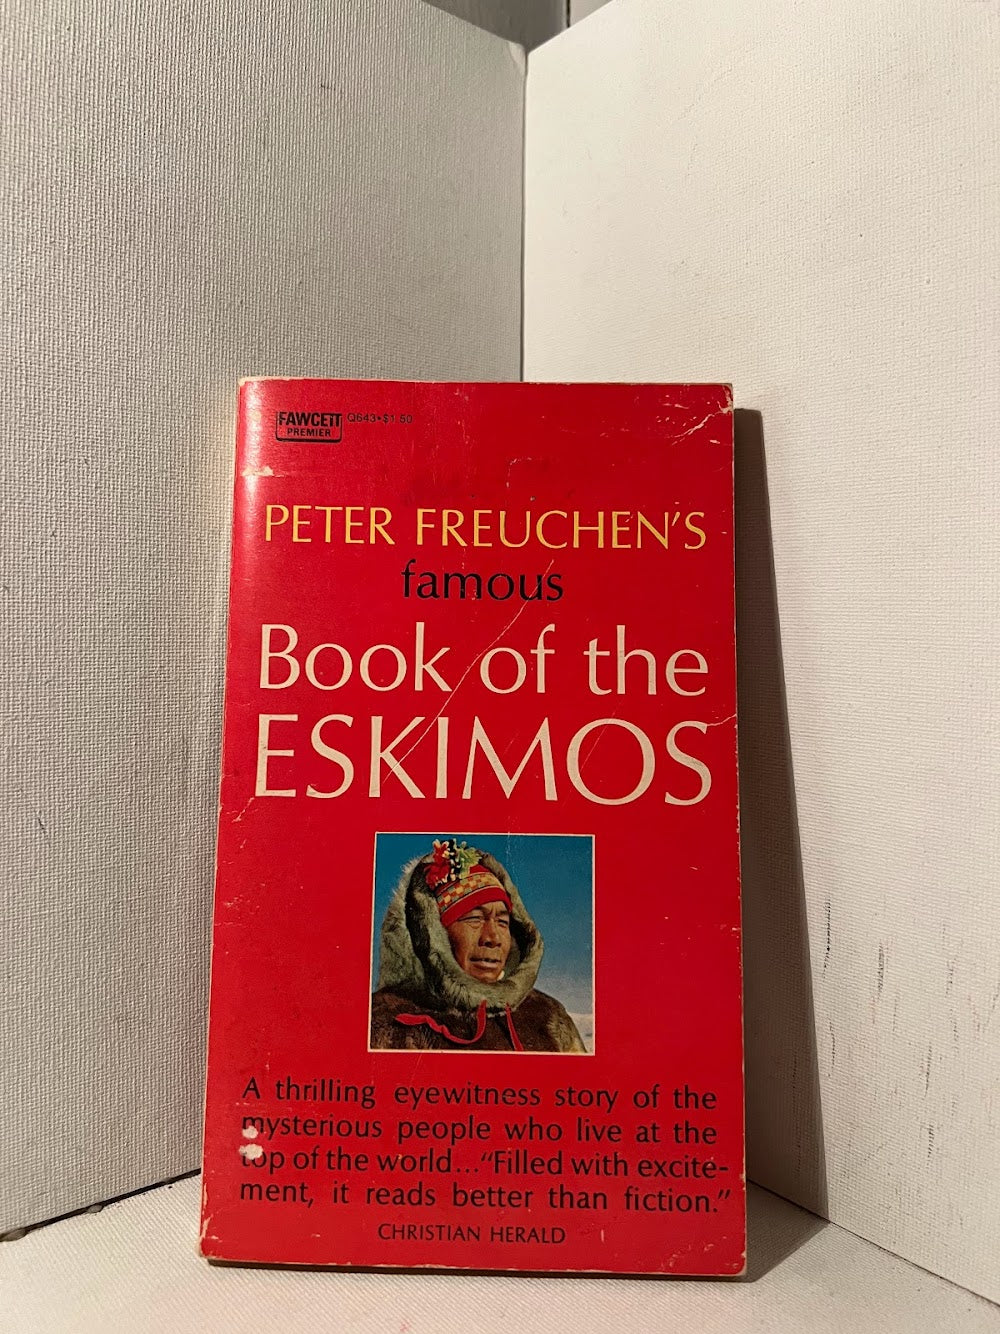 FAWCETT
PREMIER
Q643•$1.50
PETER FREUCHEN'S
famous
Book of the
ESKIMOS
A thrilling eyewitness story of the
mysterious people who live at the
top of the world..."Filled with excite-
ment, it reads better than fiction."
CHRISTIAN HERALD